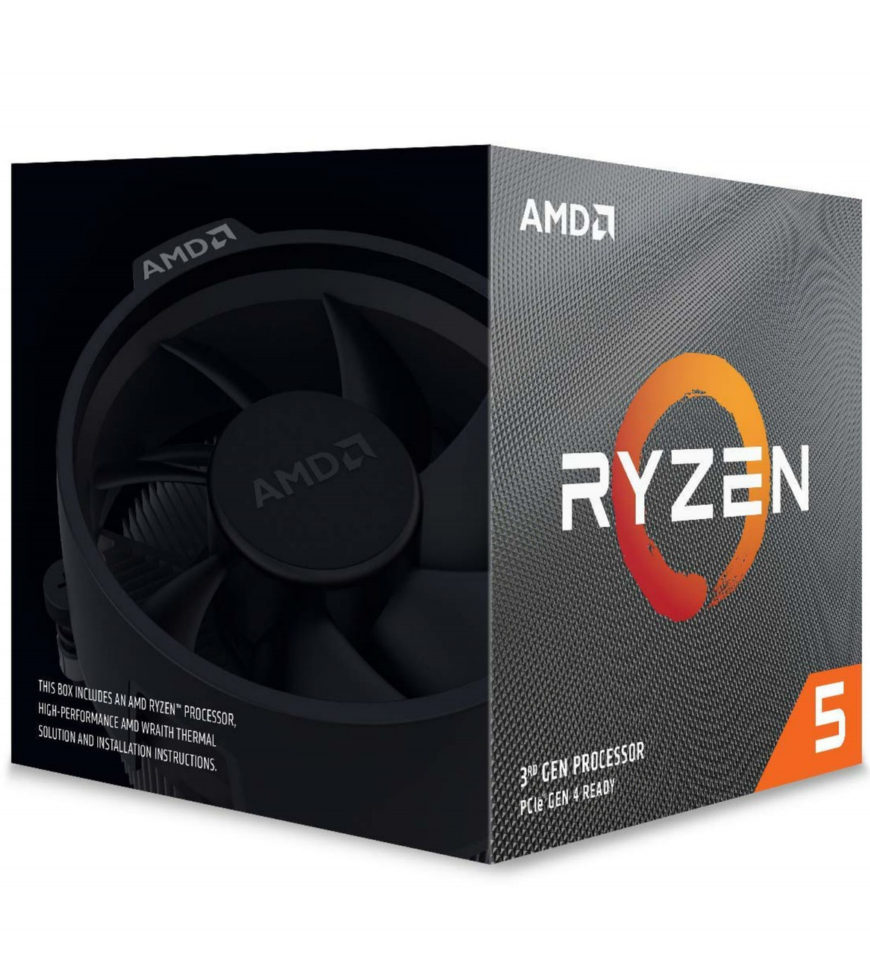 AMD
AMD
THIS BOX INCLUDES AN AMD RYZEN™ PROCESSOR,
HIGH-PERFORMANCE AMD WRAITH THERMAL
SOLUTION AND INSTALLATION INSTRUCTIONS.
AMD
RYZEN
5
3RD GEN PROCESSOR
PCIe® GEN 4 READY